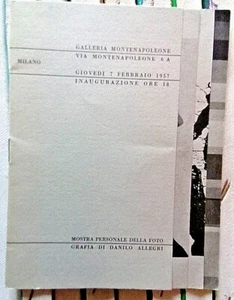 GALLERIA MONTENAPOLEONE
VIA MONTENAPOLEONE 6 A
MILANO
GIOVEDÌ 7 FEBBRAIO 1957
INAUGURAZIONE ORE 18
MOSTRA PERSONALE DELLA FOTO
GRAFIA DI DANILO ALLEGRI